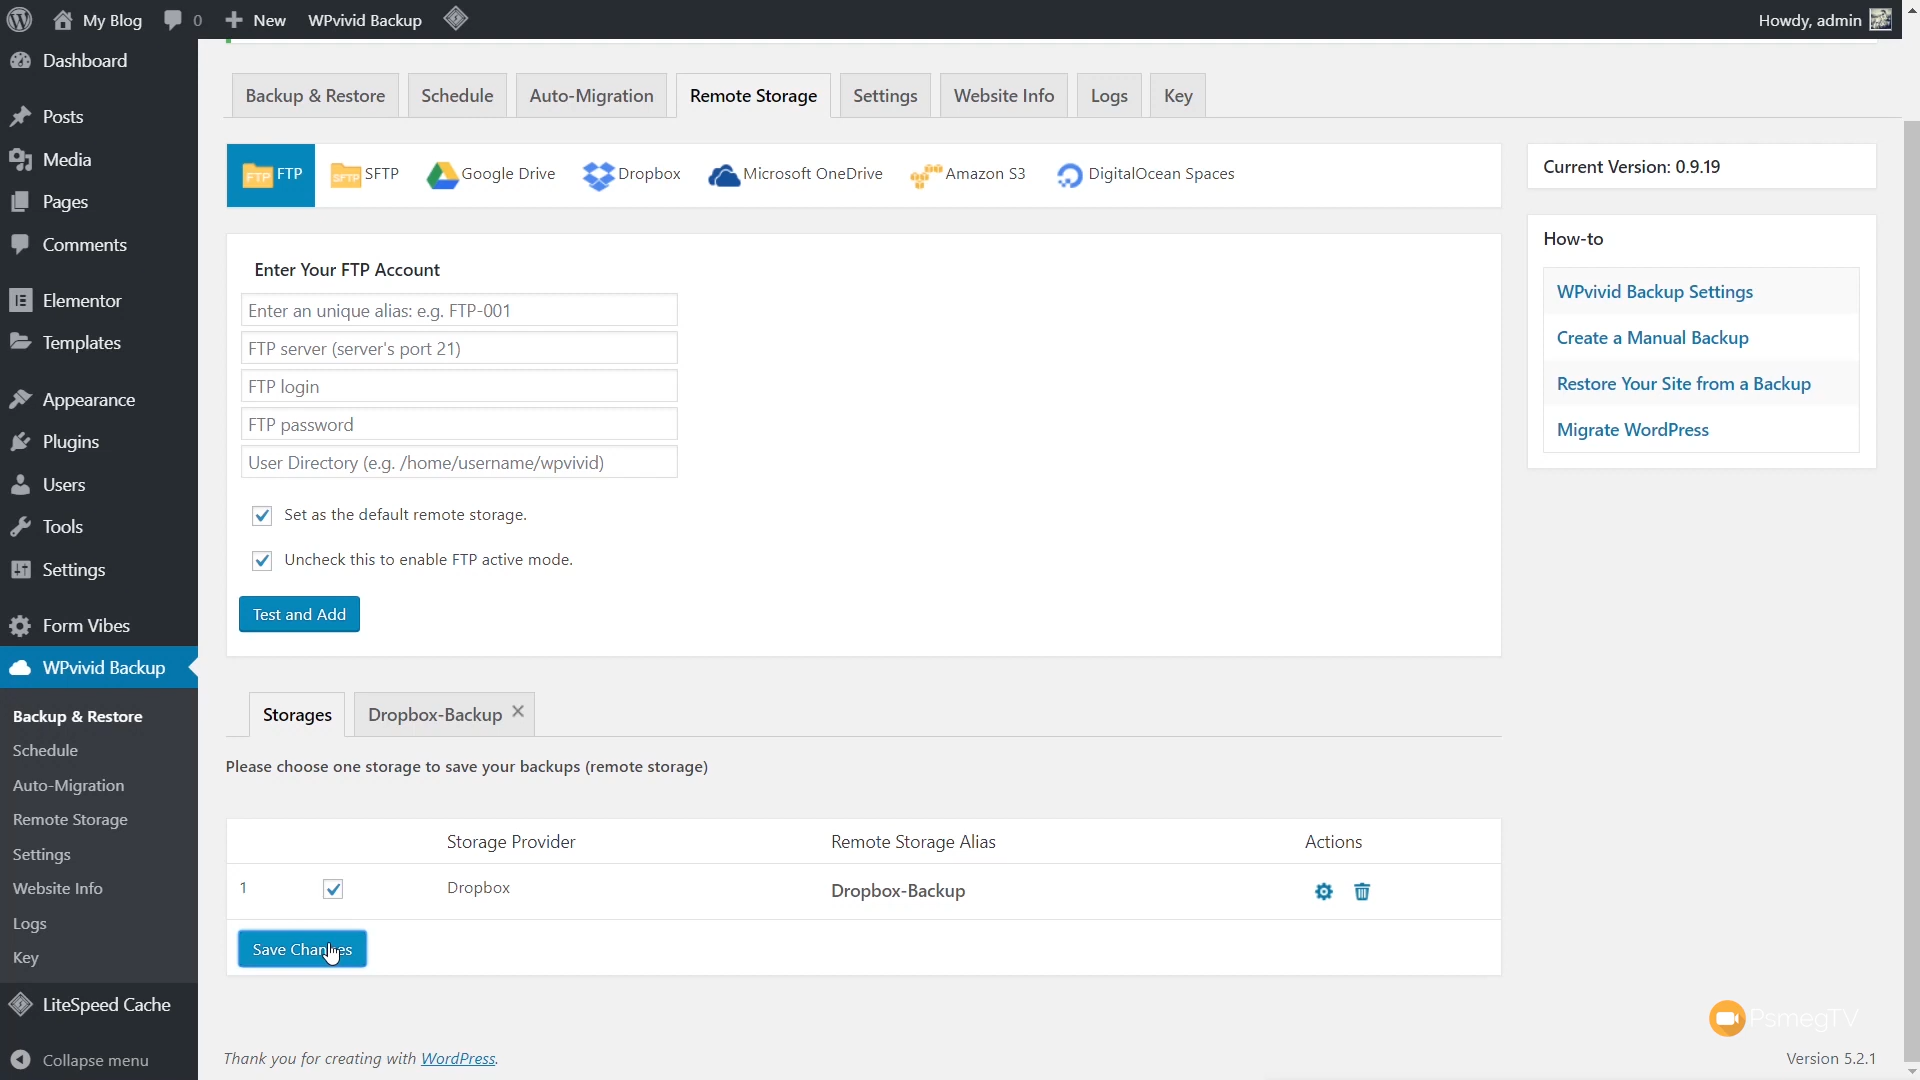 My Blog 0 New WPvivid Backup Howdy, admin
Dashboard
Posts
Media
Pages
Comments
Elementor
Templates
Appearance
Plugins
Users
Tools
Settings
Form Vibes
WPvivid Backup
Backup & Restore
Schedule
Auto-Migration
Remote Storage
Settings
Website Info
Logs
Key
LiteSpeed Cache
Collapse menu
Backup & Restore Schedule Auto-Migration Remote Storage Settings Website Info Logs Key
FTP FTP SFTP SFTP Google Drive Dropbox Microsoft OneDrive Amazon S3 DigitalOcean Spaces
Enter Your FTP Account
Enter an unique alias: e.g. FTP-001
FTP server (server's port 21)
FTP login
FTP password
User Directory (e.g. /home/username/wpvivid)
Set as the default remote storage.
Uncheck this to enable FTP active mode.
Test and Add
Storages Dropbox-Backup
Please choose one storage to save your backups (remote storage)
Storage Provider Remote Storage Alias Actions
1 Dropbox Dropbox-Backup
Save Changes
Thank you for creating with WordPress.
Current Version: 0.9.19
How-to
WPvivid Backup Settings
Create a Manual Backup
Restore Your Site from a Backup
Migrate WordPress
PsmegTV
Version 5.2.1